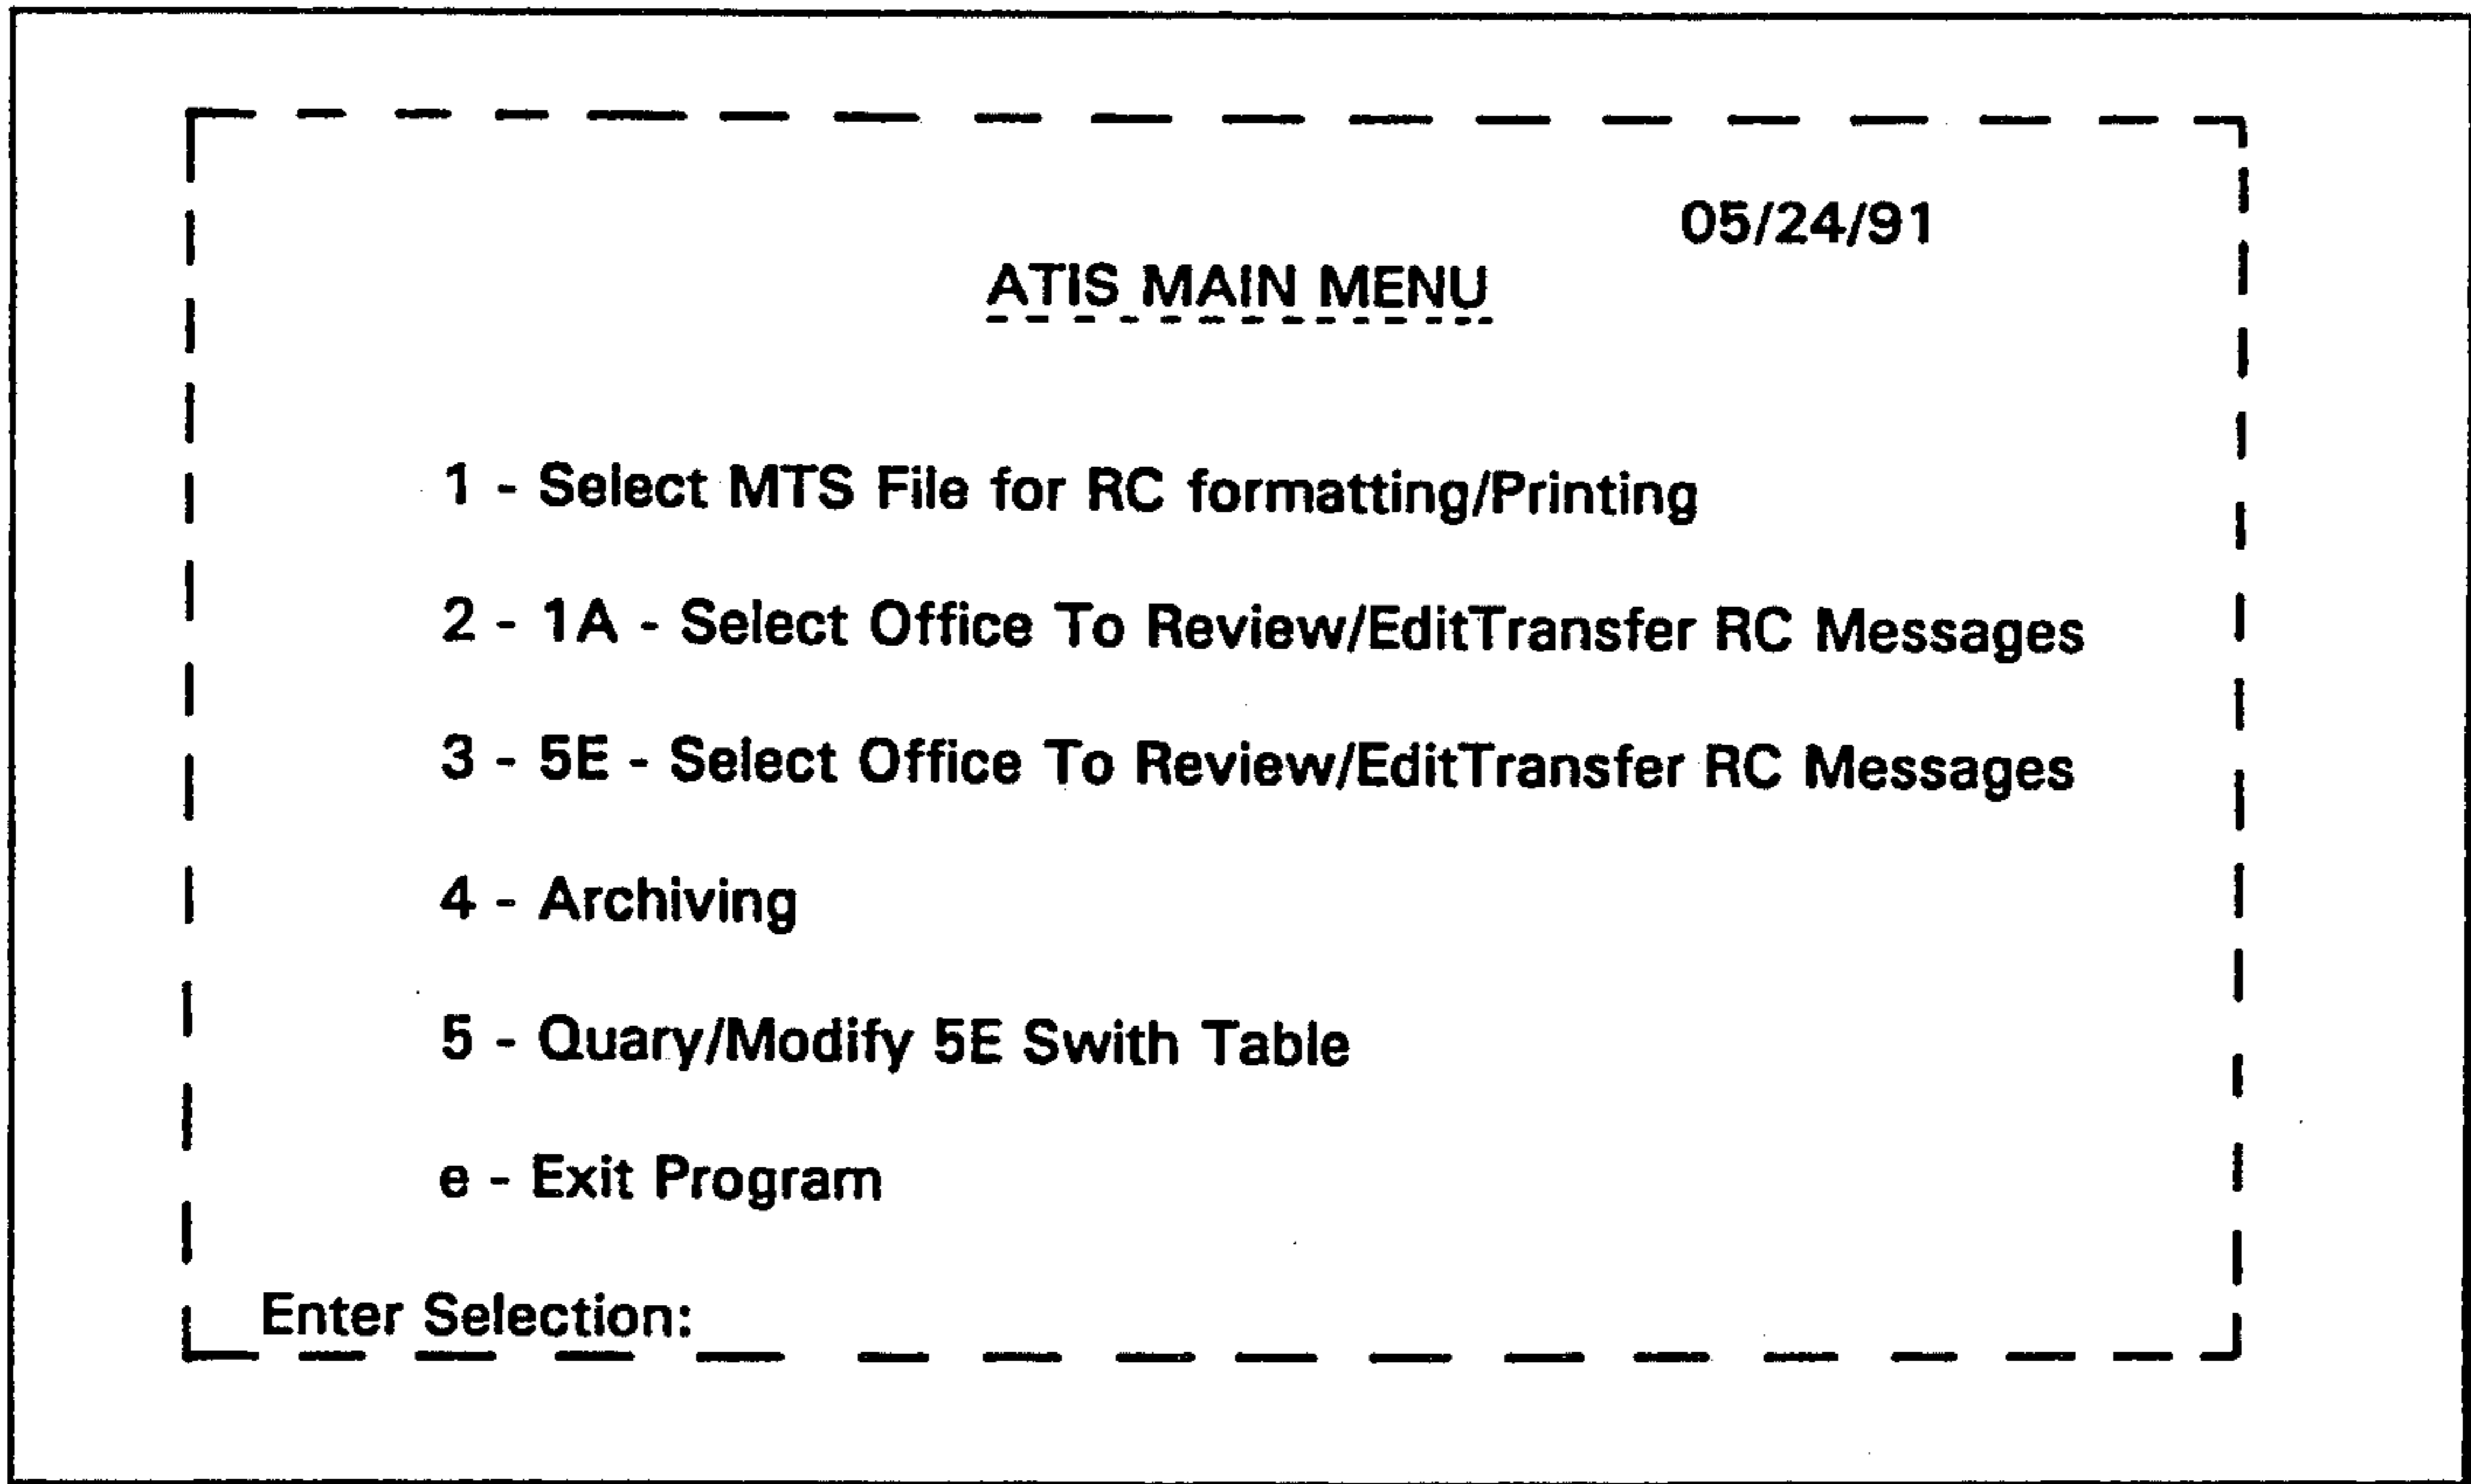 05/24/91
ATIS MAIN MENU
1 - Select MTS File for RC formatting/Printing
2 - 1A - Select Office To Review/EditTransfer RC Messages
3 - 5E - Select Office To Review/EditTransfer RC Messages
4 - Archiving
5 - Quary/Modify 5E Swith Table
e - Exit Program
Enter Selection: